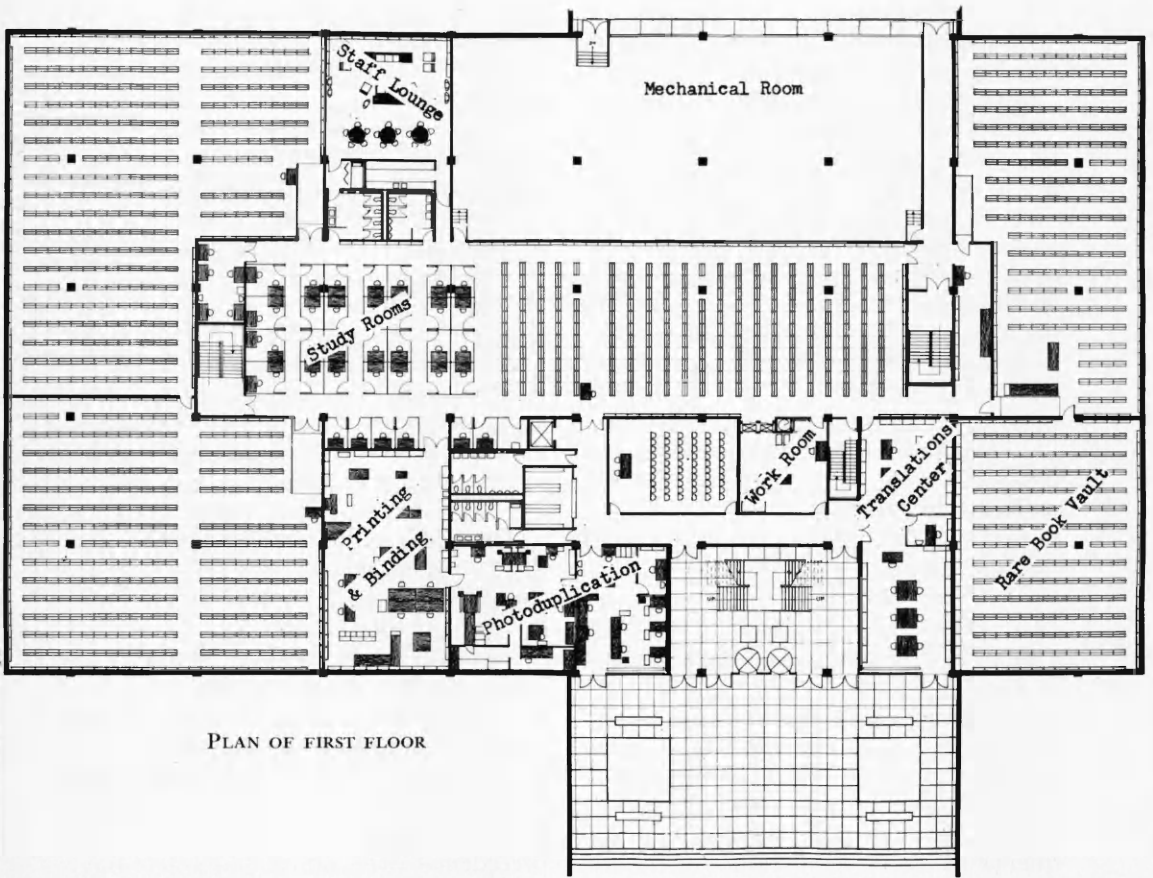 Staff Lounge
Mechanical Room
Study Rooms
Work Room
Translations
Center
Rare Book Vault
Printing
& Binding
Photoduplication
UP
UP
PLAN OF FIRST FLOOR